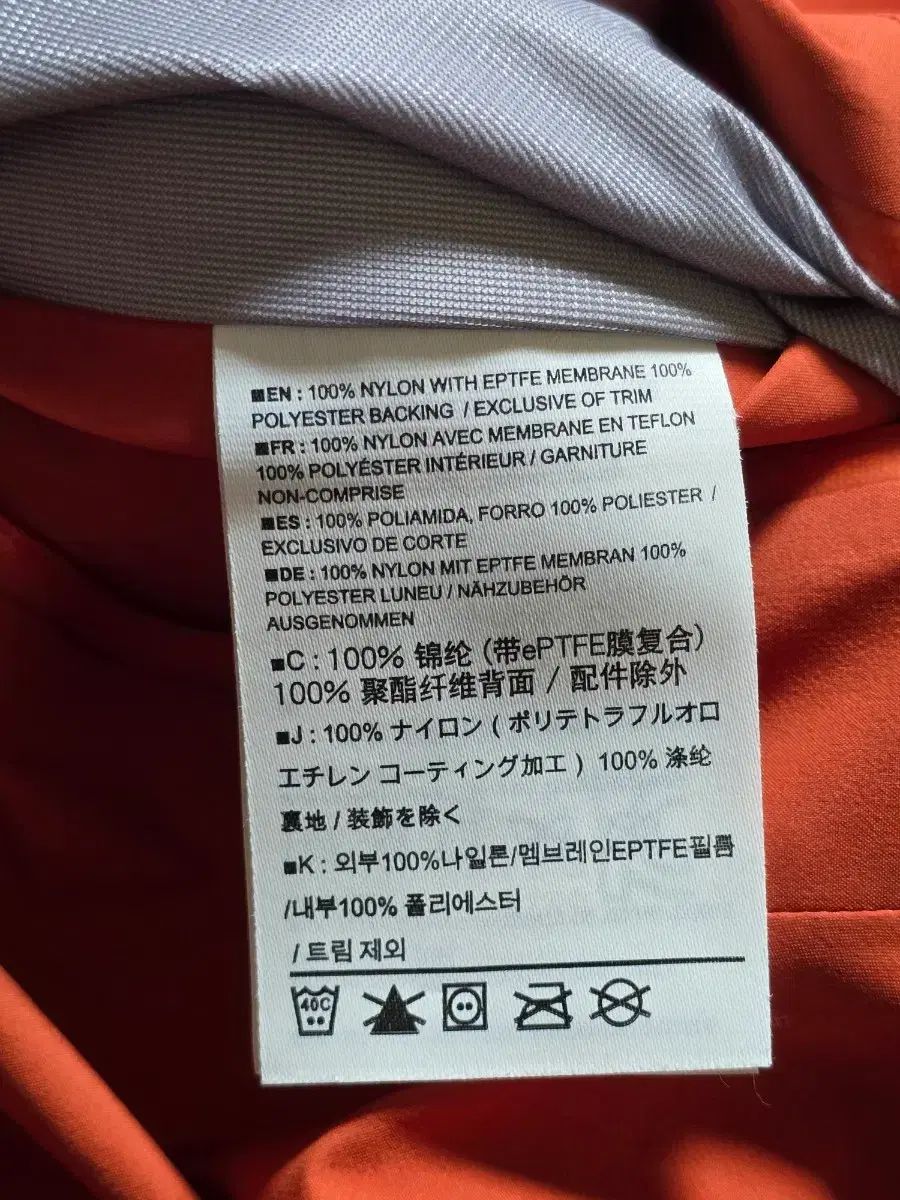 ■EN : 100% NYLON WITH EPTFE MEMBRANE 100%
POLYESTER BACKING / EXCLUSIVE OF TRIM
■FR : 100% NYLON AVEC MEMBRANE EN TEFLON
100% POLYÉSTER INTÉRIEUR / GARNITURE
NON-COMPRISE
■ES : 100% POLIAMIDA, FORRO 100% POLIESTER /
EXCLUSIVO DE CORTE
■DE : 100% NYLON MIT EPTFE MEMBRAN 100%
POLYESTER LUNEU / NÄHZUBEHÖR
AUSGENOMMEN
■C : 100% 锦纶 (带ePTFE膜复合)
100% 聚酯纤维背面 / 配件除外
■J : 100% ナイロン ( ポリテトラフルオロ
エチレン コーティング加工 ) 100% 涤纶
裏地 / 装飾を除く
■K : 외부100%나일론/멤브레인EPTFE필름
/내부100% 폴리에스터
/ 트림 제외
40C